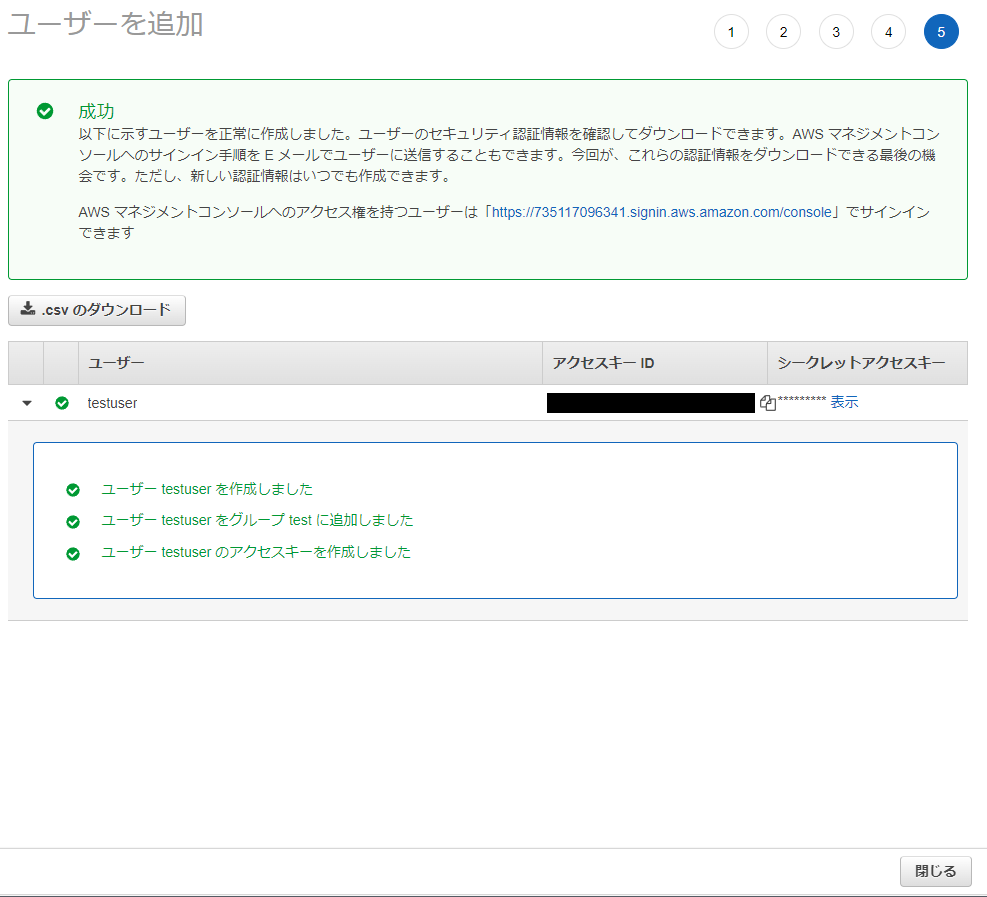 ユーザーを追加
1 2 3 4 5
成功
以下に示すユーザーを正常に作成しました。ユーザーのセキュリティ認証情報を確認してダウンロードできます。AWS マネジメントコン
ソールへのサインイン手順を E メールでユーザーに送信することもできます。今回が、これらの認証情報をダウンロードできる最後の機
会です。ただし、新しい認証情報はいつでも作成できます。
AWS マネジメントコンソールへのアクセス権を持つユーザーは「https://735117096341.signin.aws.amazon.com/console」でサインイン
できます
.csv のダウンロード
ユーザー アクセスキー ID シークレットアクセスキー
testuser ********* 表示
ユーザー testuser を作成しました
ユーザー testuser をグループ test に追加しました
ユーザー testuser のアクセスキーを作成しました
閉じる